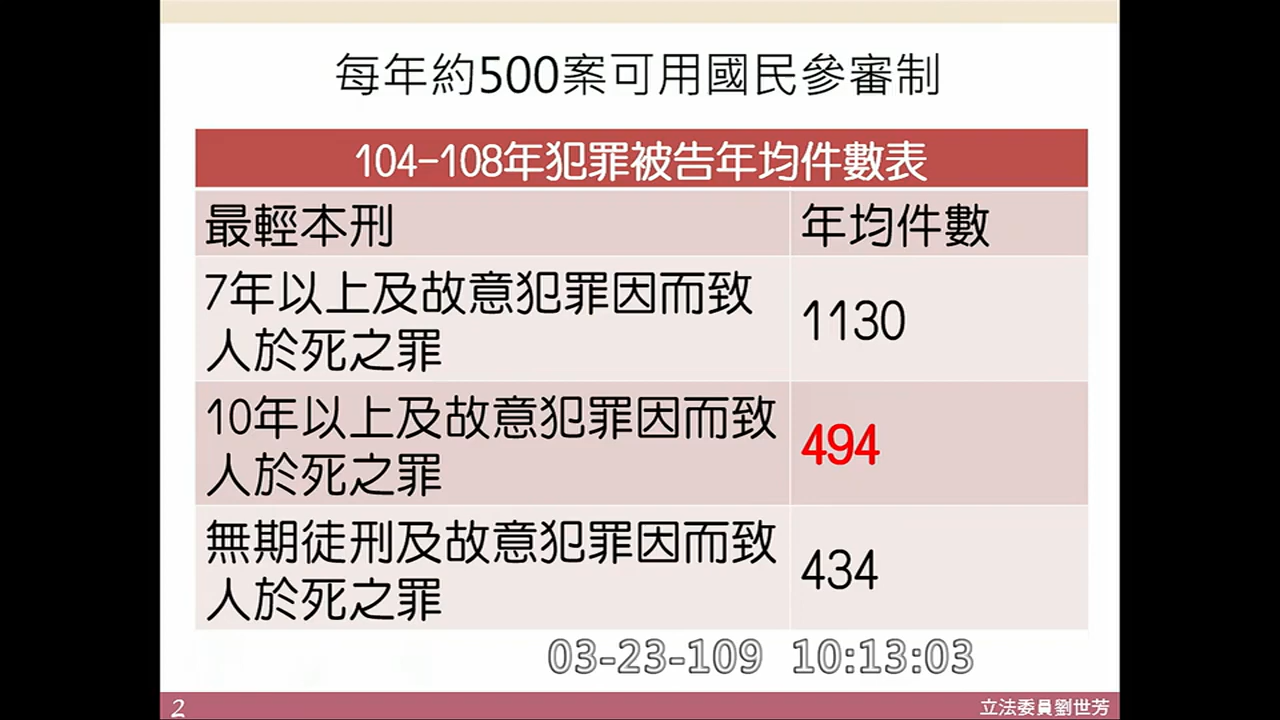 每年約500案可用國民參審制
104-108年犯罪被告年均件數表
最輕本刑
年均件數
7年以上及故意犯罪因而致
人於死之罪
1130
10年以上及故意犯罪因而致
人於死之罪
494
無期徒刑及故意犯罪因而致
人於死之罪
434
03-23-109 10:13:03
2
立法委員劉世芳